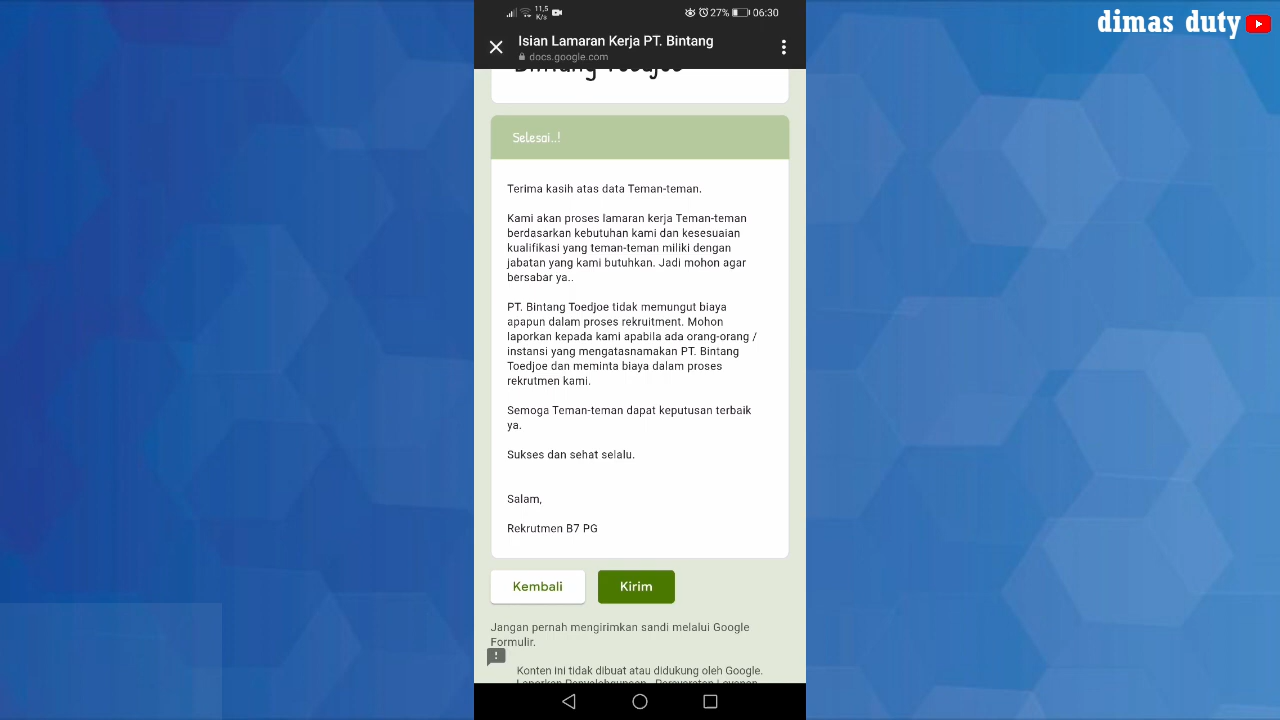 dimas duty
11,5
K/s
27%
06:30
Isian Lamaran Kerja PT. Bintang
docs.google.com
Bintang Toedjoe
Selesai..!
Terima kasih atas data Teman-teman.
Kami akan proses lamaran kerja Teman-teman
berdasarkan kebutuhan kami dan kesesuaian
kualifikasi yang teman-teman miliki dengan
jabatan yang kami butuhkan. Jadi mohon agar
bersabar ya..
PT. Bintang Toedjoe tidak memungut biaya
apapun dalam proses rekruitment. Mohon
laporkan kepada kami apabila ada orang-orang /
instansi yang mengatasnamakan PT. Bintang
Toedjoe dan meminta biaya dalam proses
rekrutmen kami.
Semoga Teman-teman dapat keputusan terbaik
ya.
Sukses dan sehat selalu.
Salam,
Rekrutmen B7 PG
Kembali
Kirim
Jangan pernah mengirimkan sandi melalui Google
Formulir.
Konten ini tidak dibuat atau didukung oleh Google.